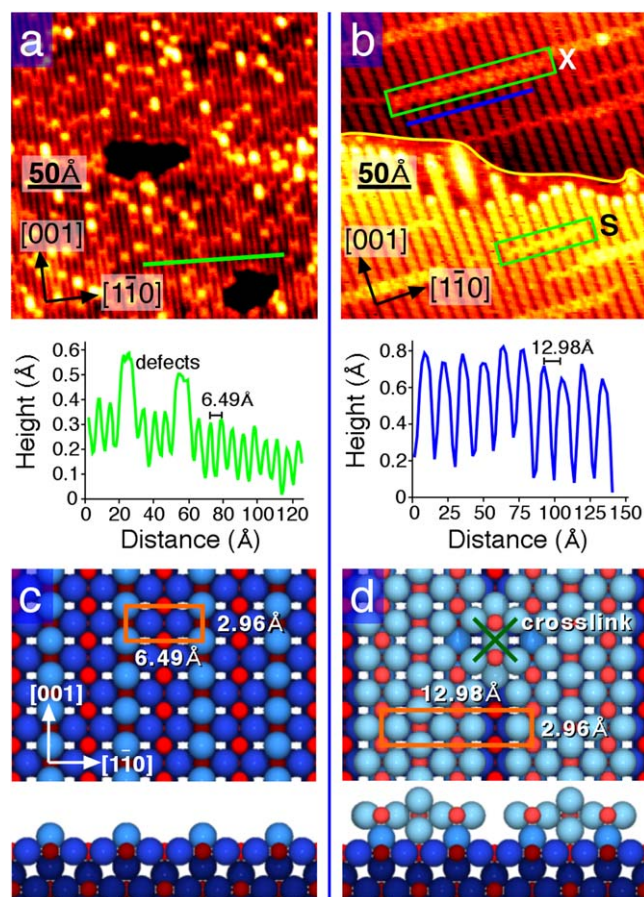 a
50Å
[001]
[11̄0]
b
X
50Å
S
[001]
[11̄0]
0.6
0.5
0.4
0.3
0.2
0.1
0
Height (Å)
defects
6.49Å
0 20 40 60 80 100 120
Distance (Å)
0.8
0.6
0.4
0.2
0
Height (Å)
12.98Å
0 25 50 75 100 125 150
Distance (Å)
c
2.96Å
6.49Å
[001]
[11̄0]
d
crosslink
12.98Å
2.96Å